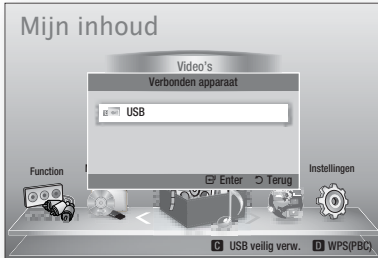 Mijn inhoud
Video's
Verbonden apparaat
USB
Enter Terug
Function Instellingen
C USB veilig verw. D WPS(PBC)